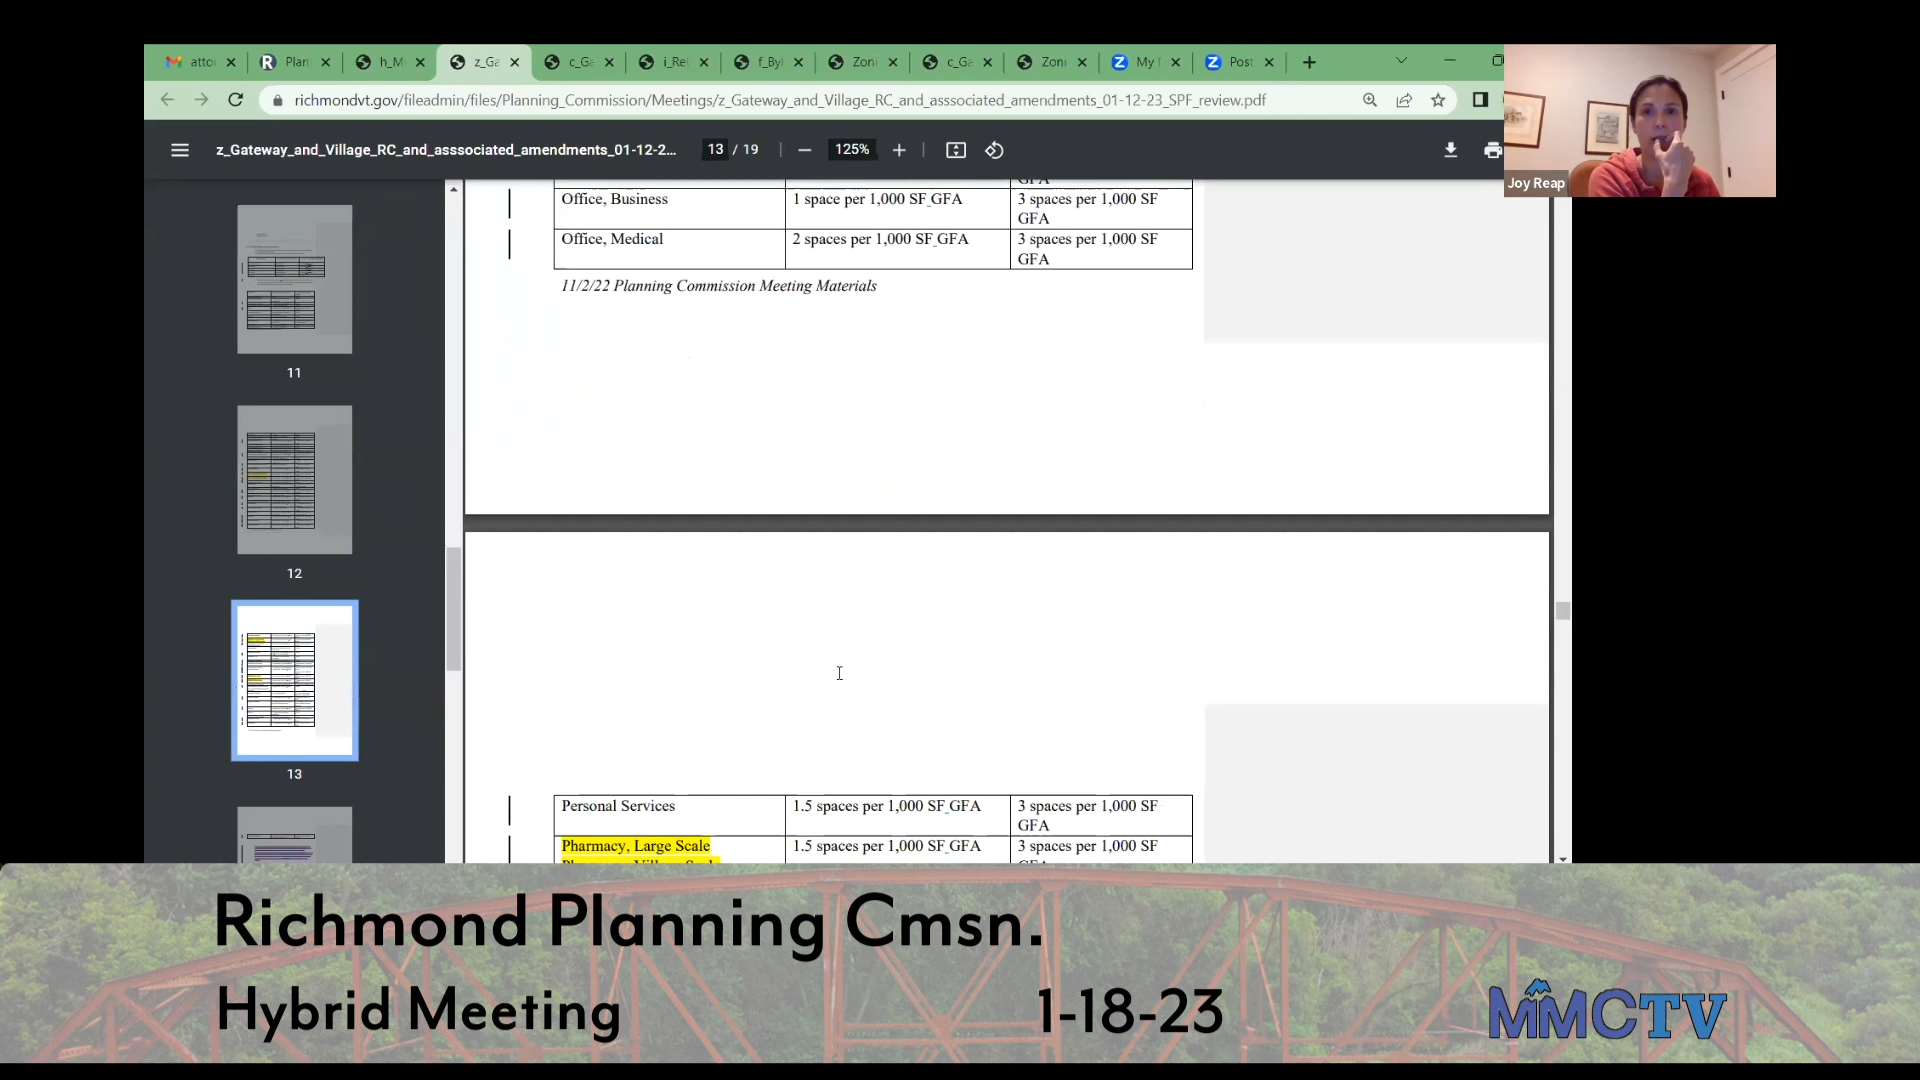 atto
Plan
h_M
z_Ga
c_Ga
i_Ret
f_Byl
Zoni
c_Ga
Zoni
My
Post
richmondvt.gov/fileadmin/files/Planning_Commission/Meetings/z_Gateway_and_Village_RC_and_asssociated_amendments_01-12-23_SPF_review.pdf
z_Gateway_and_Village_RC_and_asssociated_amendments_01-12-2...
13 / 19
125%
Joy Reap
11
12
13
GFA
Office, Business
1 space per 1,000 SF GFA
3 spaces per 1,000 SF
GFA
Office, Medical
2 spaces per 1,000 SF GFA
3 spaces per 1,000 SF
GFA
11/2/22 Planning Commission Meeting Materials
Personal Services
1.5 spaces per 1,000 SF GFA
3 spaces per 1,000 SF
GFA
Pharmacy, Large Scale
1.5 spaces per 1,000 SF GFA
3 spaces per 1,000 SF
Richmond Planning Cmsn.
Hybrid Meeting
1-18-23
MMCTV